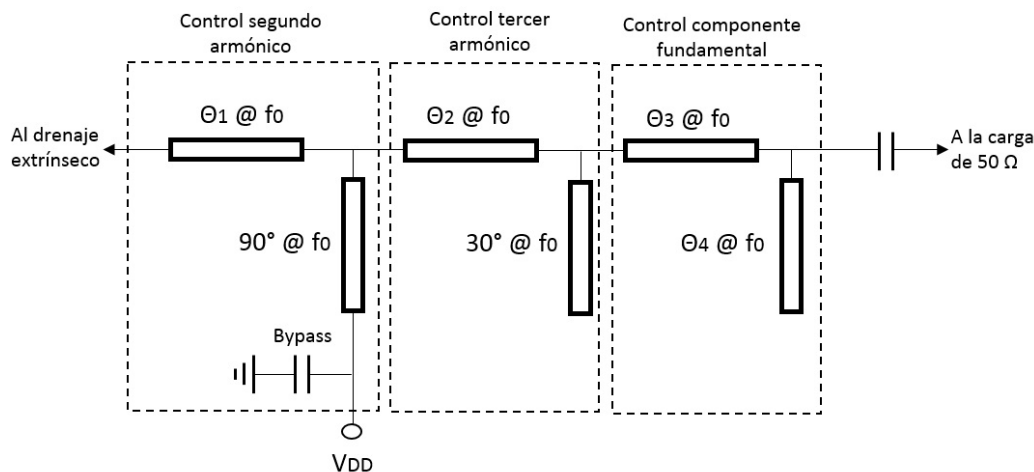 Control segundo
armónico
Control tercer
armónico
Control componente
fundamental
Θ1 @ f0
Θ2 @ f0
Θ3 @ f0
Al drenaje
extrínseco
A la carga
de 50 Ω
90° @ f0
30° @ f0
Θ4 @ f0
Bypass
VDD